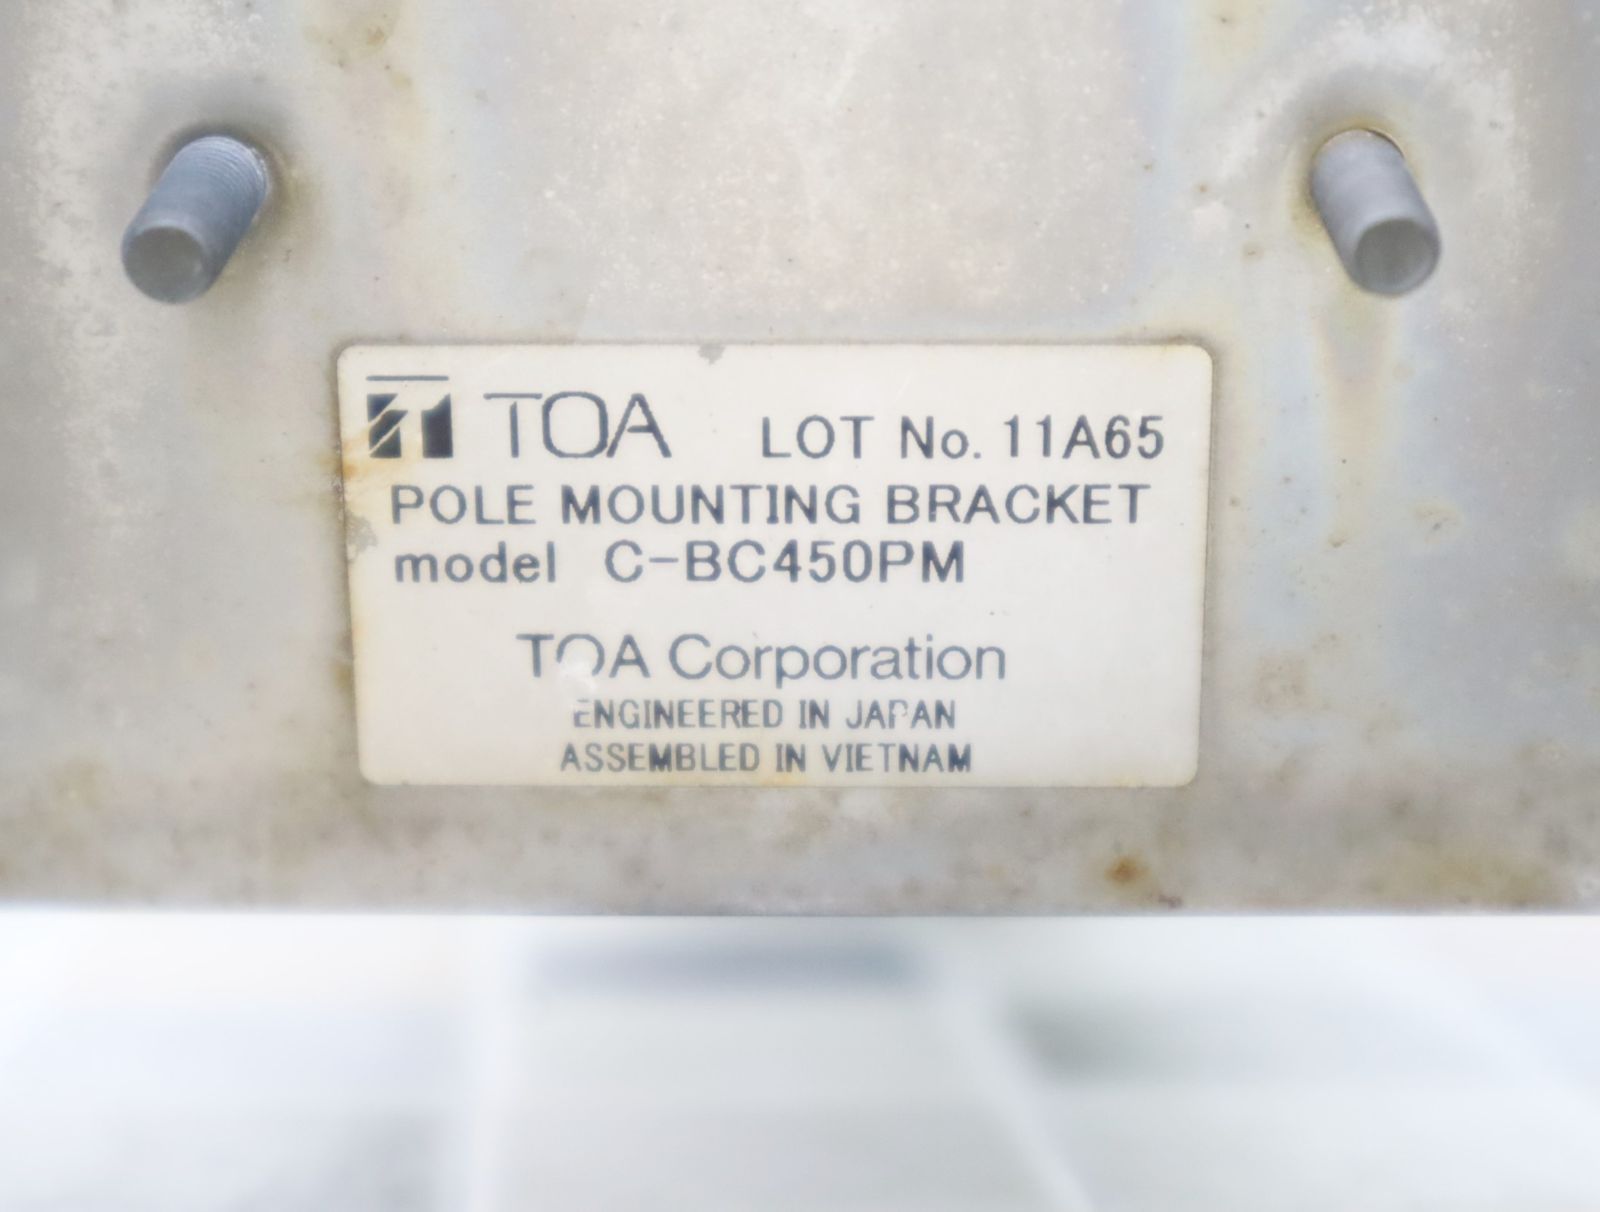 TOA LOT No. 11A65
POLE MOUNTING BRACKET
model C-BC450PM
TOA Corporation
ENGINEERED IN JAPAN
ASSEMBLED IN VIETNAM